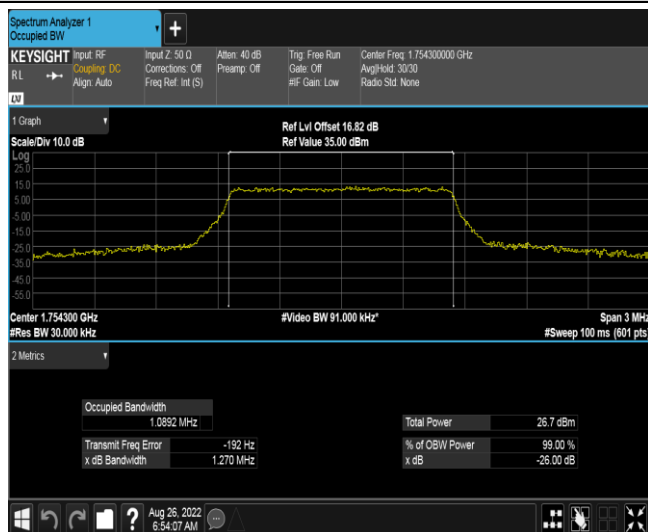 Spectrum Analyzer 1
Occupied BW
+
KEYSIGHT
RL
LXI
Input: RF
Coupling: DC
Align: Auto
Input Z: 50 Ω
Corrections: Off
Freq Ref: Int (S)
Atten: 40 dB
Preamp: Off
Trig: Free Run
Gate: Off
#IF Gain: Low
Center Freq: 1.754300000 GHz
Avg|Hold: 30/30
Radio Std: None
1 Graph
Scale/Div 10.0 dB
Ref Lvl Offset 16.82 dB
Ref Value 35.00 dBm
Log
25.0
15.0
5.00
-5.00
-15.0
-25.0
-35.0
-45.0
-55.0
Center 1.754300 GHz
#Res BW 30.000 kHz
#Video BW 91.000 kHz*
Span 3 MHz
#Sweep 100 ms (601 pts)
2 Metrics
Occupied Bandwidth
1.0892 MHz
Transmit Freq Error -192 Hz
x dB Bandwidth 1.270 MHz
Total Power 26.7 dBm
% of OBW Power 99.00 %
x dB -26.00 dB
?
Aug 26, 2022
6:54:07 AM